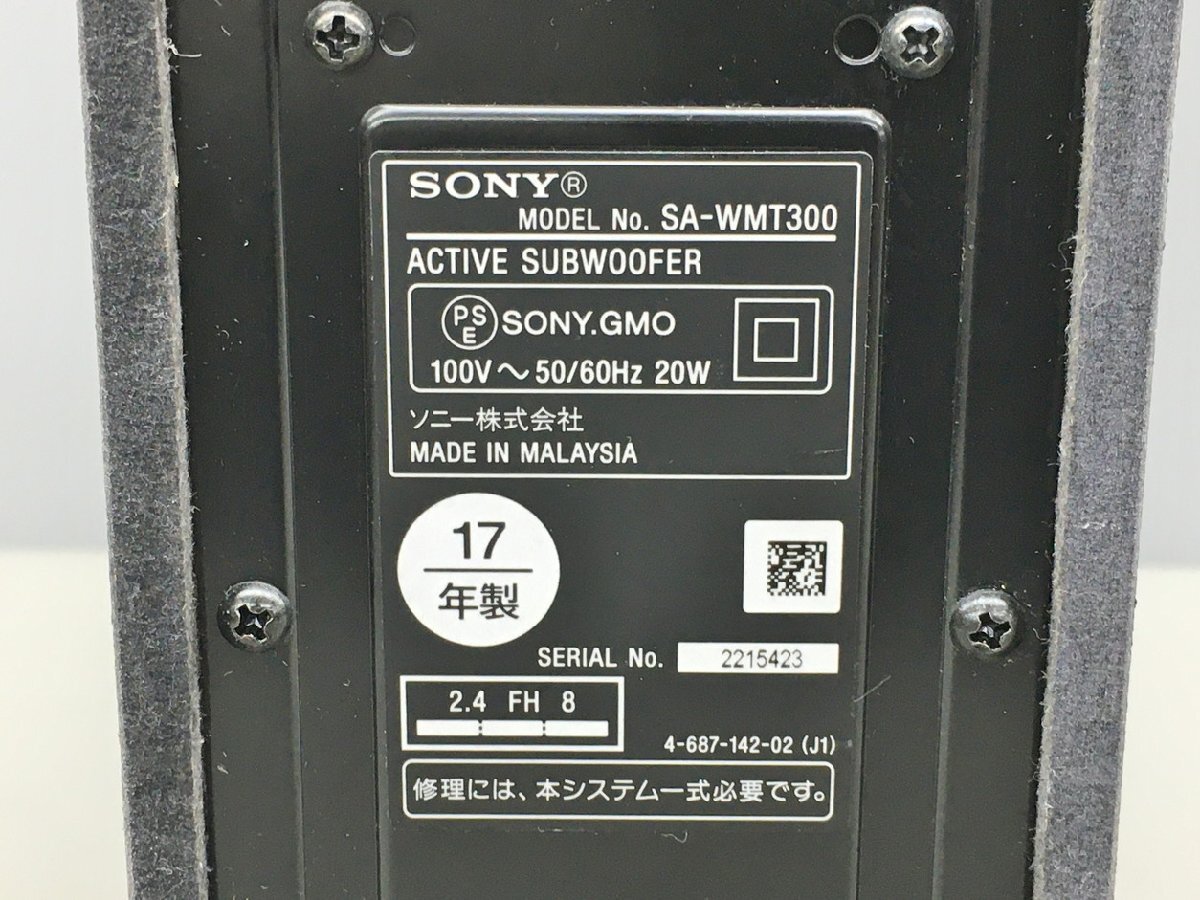 SONY®
MODEL No. SA-WMT300
ACTIVE SUBWOOFER
PSE SONY.GMO
100V～50/60Hz 20W
ソニー株式会社
MADE IN MALAYSIA
17
年製
SERIAL No. 2215423
2.4 FH 8
4-687-142-02 (J1)
修理には、本システム一式必要です。